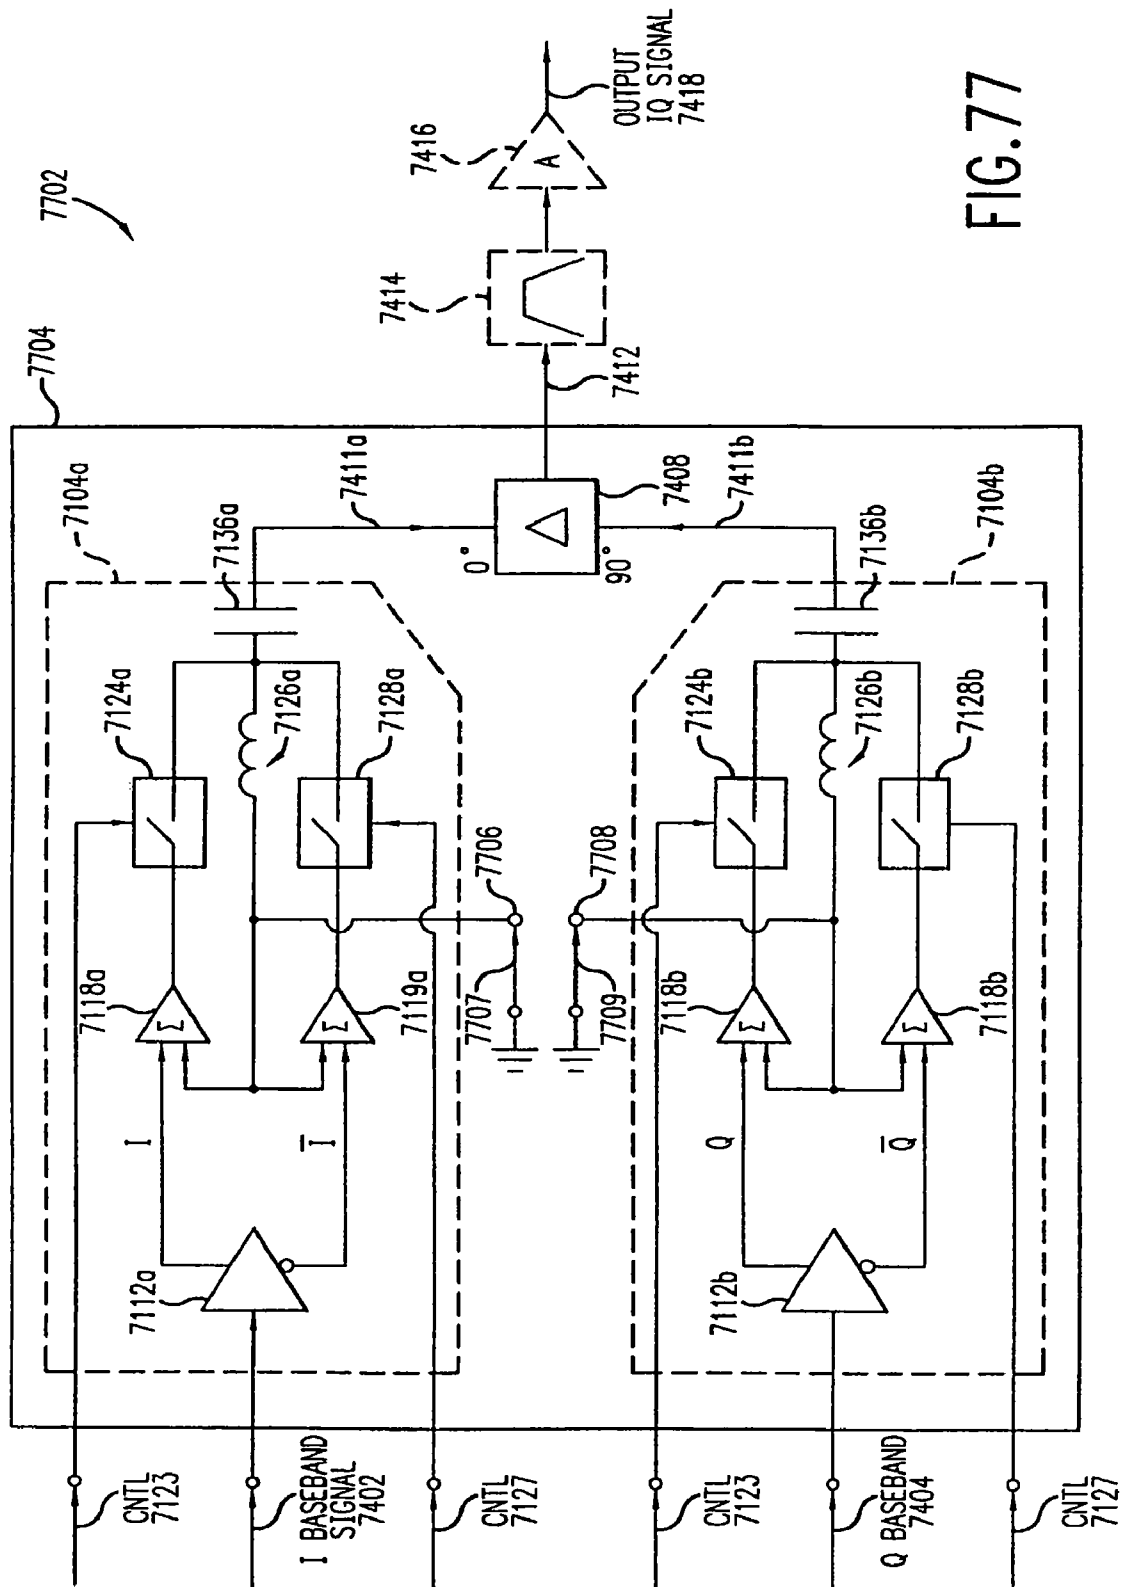 7702
7704
7104a
7136a
7124a
7126a
7128a
7118a
7119a
7112a
I
I̅
7411a
0°
7408
90°
7411b
7412
7414
7416
A
OUTPUT
IQ SIGNAL
7418
7706
7707
7708
7709
7104b
7136b
7124b
7126b
7128b
7118b
7118b
7112b
Q
Q̅
Σ
Σ
Σ
Σ
CNTL
7123
I BASEBAND
SIGNAL
7402
CNTL
7127
CNTL
7123
Q BASEBAND
7404
CNTL
7127
FIG.77